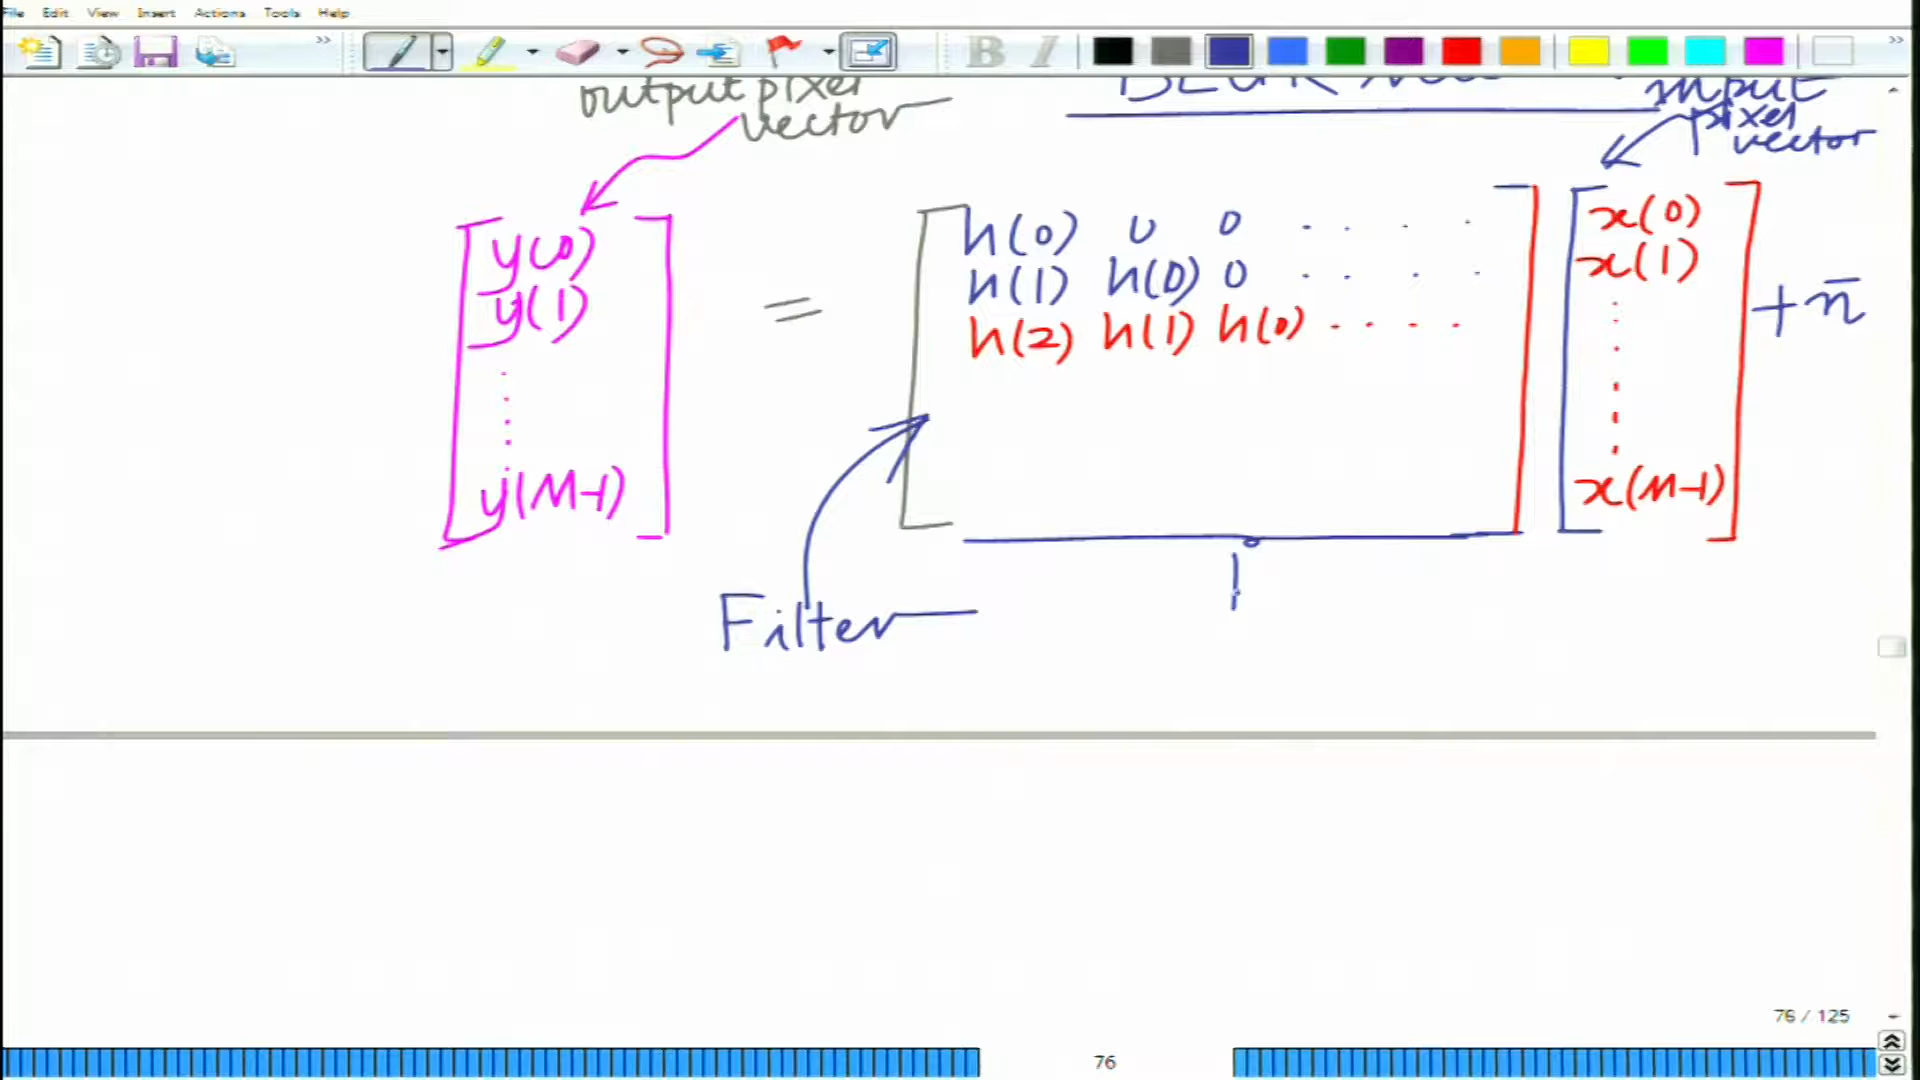 File Edit View Insert Actions Tools Help
B I
output pixel
vector
BLUR
input
pixel
vector
y(0)
y(1)
y(M-1)
=
h(0) 0 0 . . . .
h(1) h(0) 0 . . . .
h(2) h(1) h(0) . . . .
x(0)
x(1)
x(M-1)
+ n̄
Filter
76 / 125
76